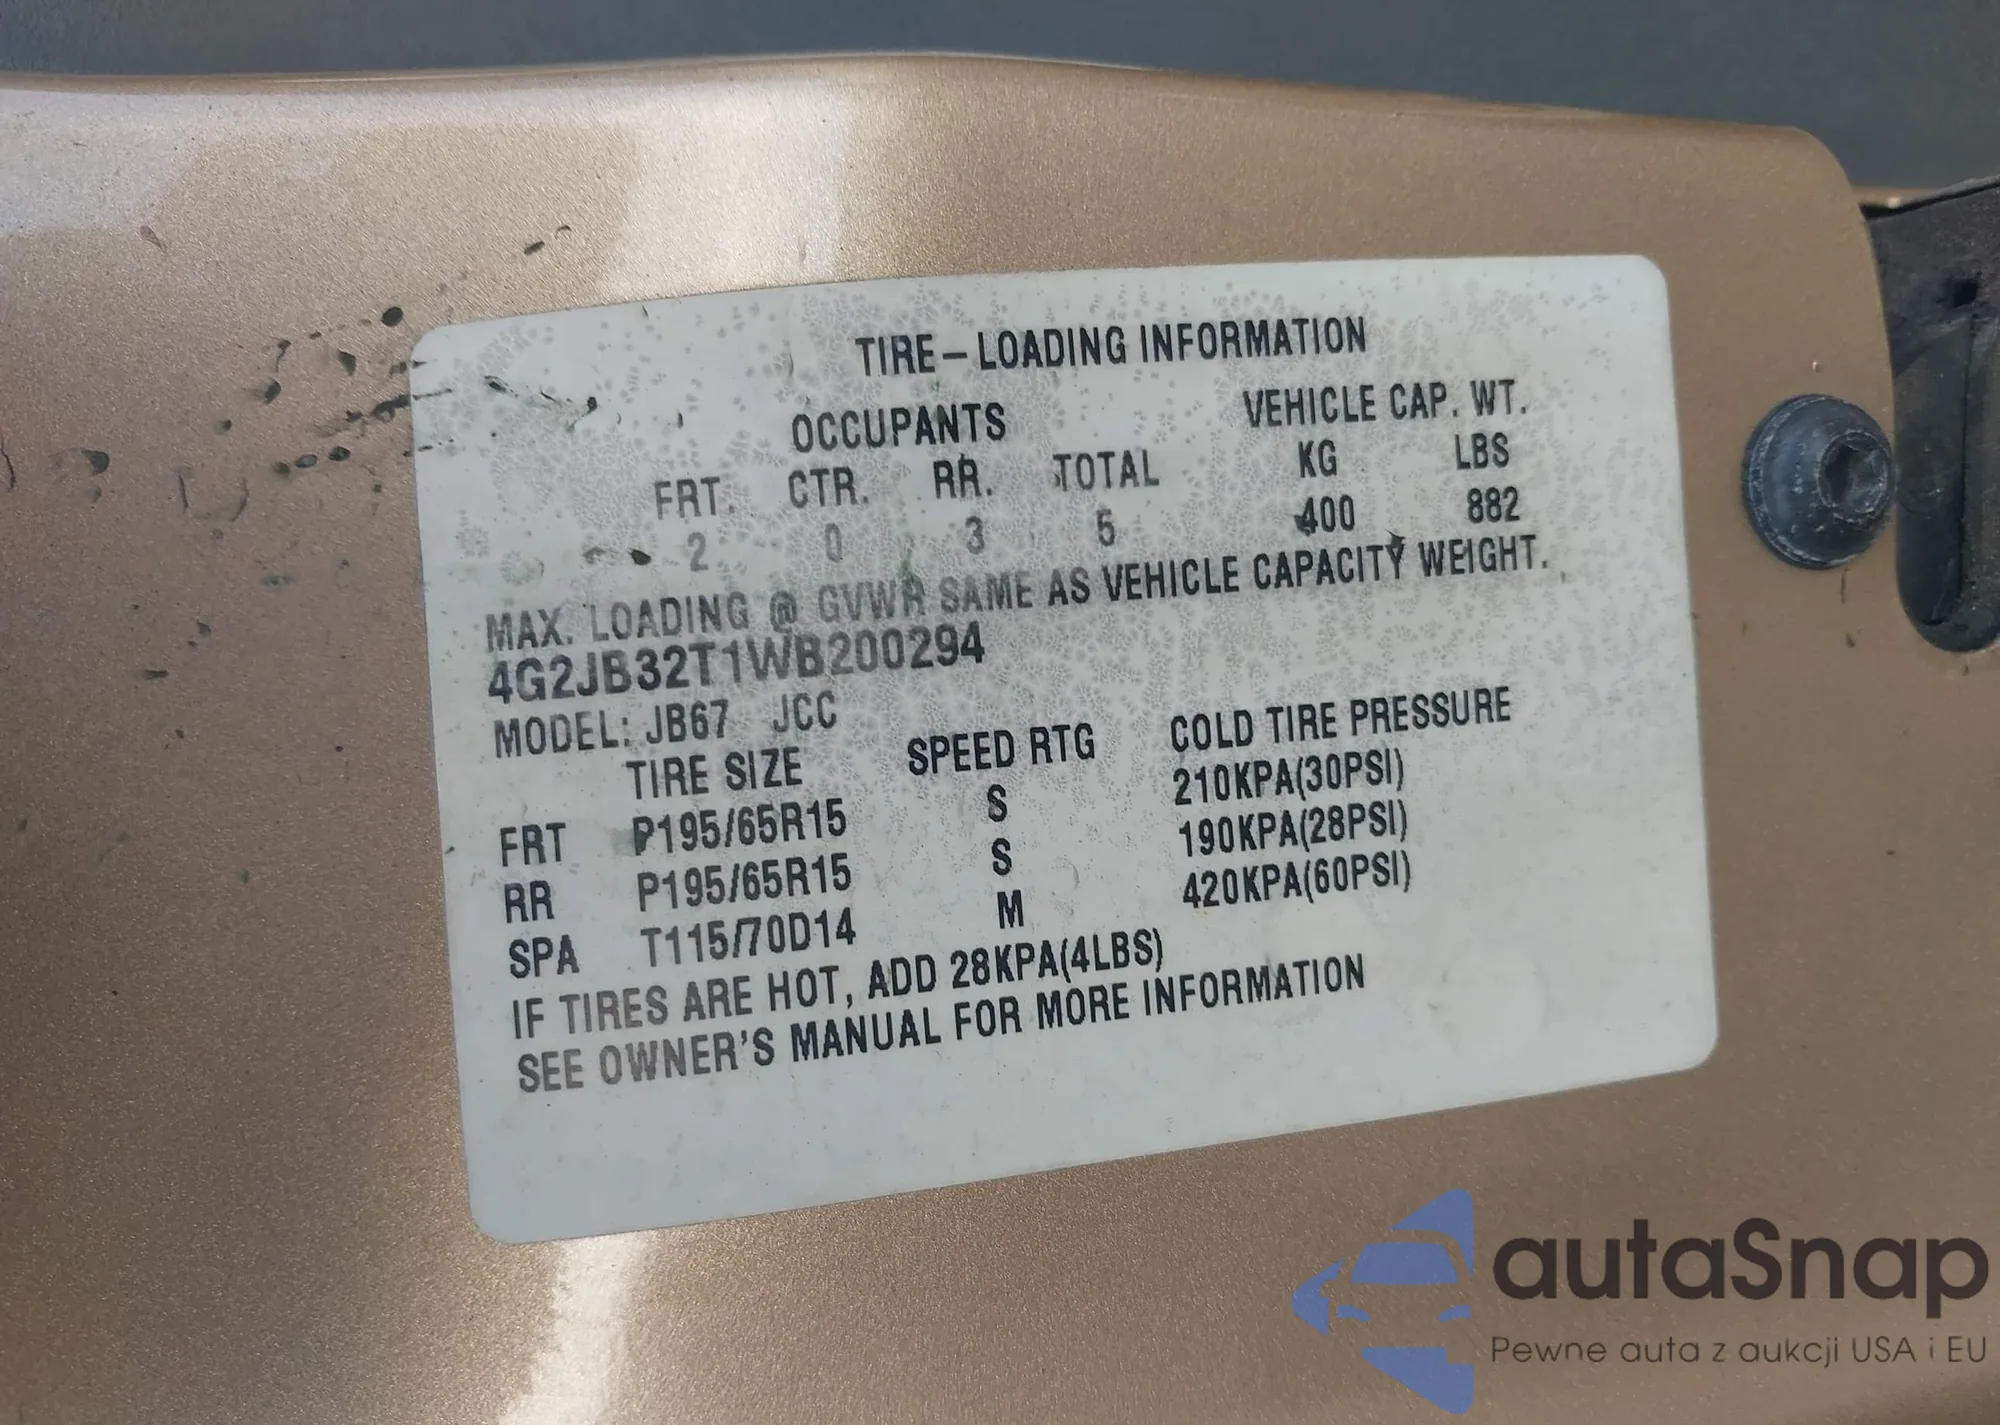 TIRE-LOADING INFORMATION
OCCUPANTS VEHICLE CAP. WT.
FRT. CTR. RR. TOTAL KG LBS
2 0 3 5 400 882
MAX. LOADING @ GVWR SAME AS VEHICLE CAPACITY WEIGHT.
4G2JB32T1WB200294
MODEL: JB67 JCC
TIRE SIZE SPEED RTG COLD TIRE PRESSURE
FRT P195/65R15 S 210KPA(30PSI)
RR P195/65R15 S 190KPA(28PSI)
SPA T115/70D14 M 420KPA(60PSI)
IF TIRES ARE HOT, ADD 28KPA(4LBS)
SEE OWNER'S MANUAL FOR MORE INFORMATION
autaSnap
Pewne auta z aukcji USA i EU